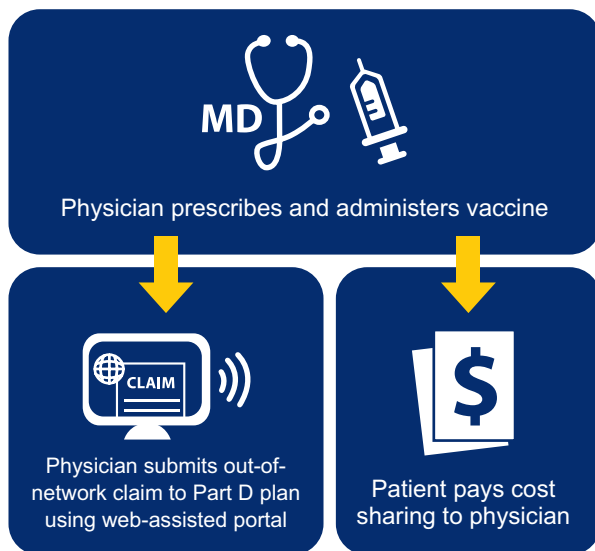 MD
Physician prescribes and administers vaccine
CLAIM
Physician submits out-of-
network claim to Part D plan
using web-assisted portal
$
Patient pays cost
sharing to physician